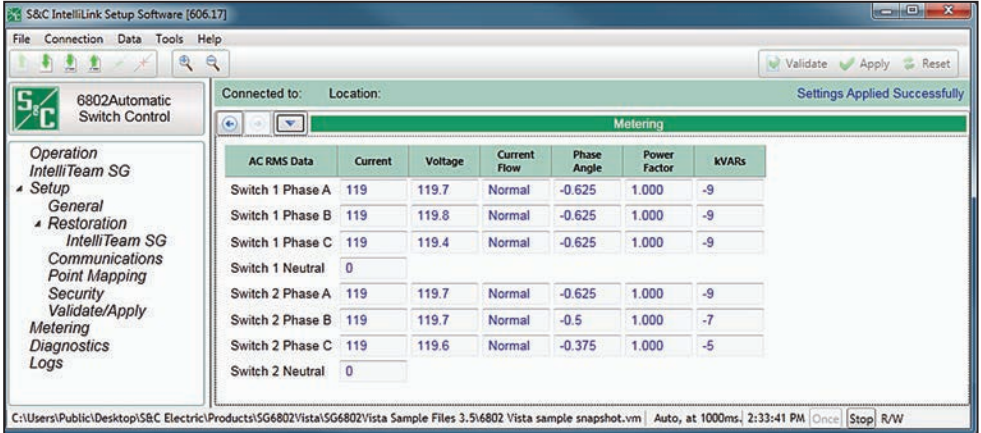 S&C IntelliLink Setup Software [606.17]
File Connection Data Tools Help
Validate Apply Reset
S&C
6802Automatic
Switch Control
Connected to: Location: Settings Applied Successfully
Metering
Operation
IntelliTeam SG
Setup
General
Restoration
IntelliTeam SG
Communications
Point Mapping
Security
Validate/Apply
Metering
Diagnostics
Logs
AC RMS Data Current Voltage Current Flow Phase Angle Power Factor kVARs
Switch 1 Phase A 119 119.7 Normal -0.625 1.000 -9
Switch 1 Phase B 119 119.8 Normal -0.625 1.000 -9
Switch 1 Phase C 119 119.4 Normal -0.625 1.000 -9
Switch 1 Neutral 0
Switch 2 Phase A 119 119.7 Normal -0.625 1.000 -9
Switch 2 Phase B 119 119.7 Normal -0.5 1.000 -7
Switch 2 Phase C 119 119.6 Normal -0.375 1.000 -5
Switch 2 Neutral 0
C:\Users\Public\Desktop\S&C Electric\Products\SG6802Vista\SG6802Vista Sample Files 3.5\6802 Vista sample snapshot.vm Auto, at 1000ms. 2:33:41 PM Once Stop R/W